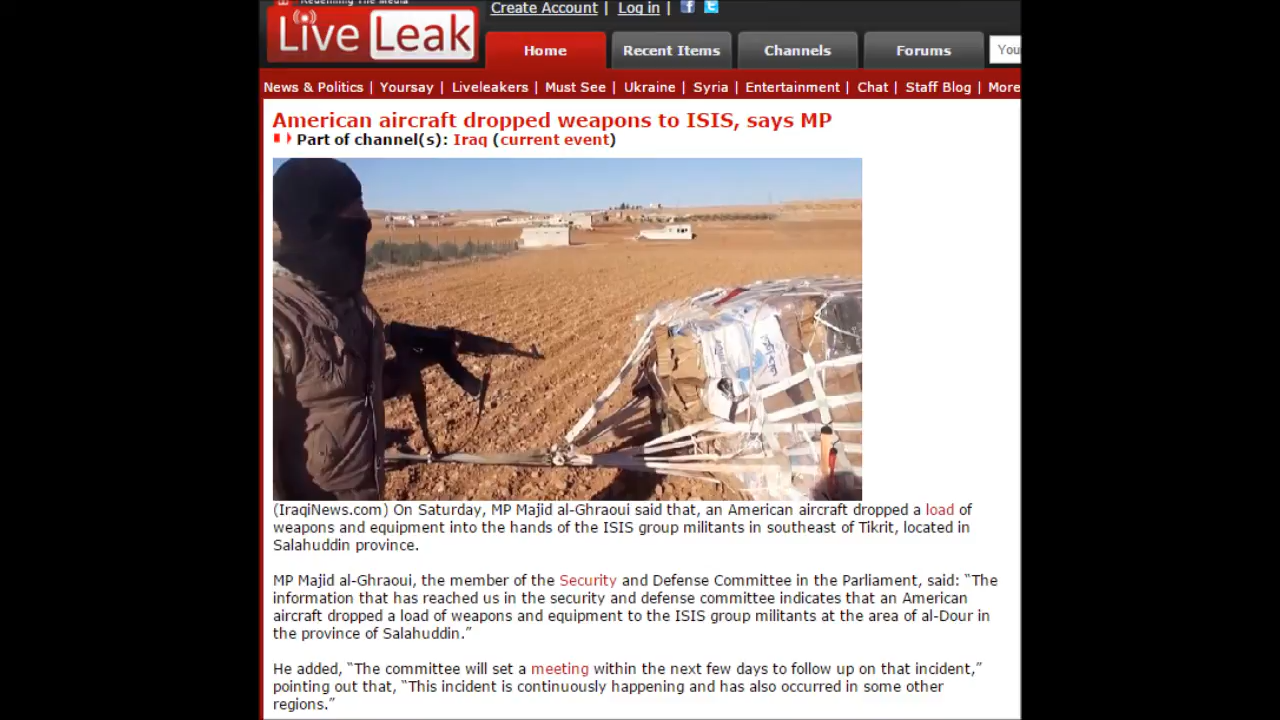 Redefining The Media
Live Leak
Create Account | Log in |
Home
Recent Items
Channels
Forums
You
News & Politics | Yoursay | Liveleakers | Must See | Ukraine | Syria | Entertainment | Chat | Staff Blog | More
American aircraft dropped weapons to ISIS, says MP
Part of channel(s): Iraq (current event)
(IraqiNews.com) On Saturday, MP Majid al-Ghraoui said that, an American aircraft dropped a load of
weapons and equipment into the hands of the ISIS group militants in southeast of Tikrit, located in
Salahuddin province.
MP Majid al-Ghraoui, the member of the Security and Defense Committee in the Parliament, said: “The
information that has reached us in the security and defense committee indicates that an American
aircraft dropped a load of weapons and equipment to the ISIS group militants at the area of al-Dour in
the province of Salahuddin.”
He added, “The committee will set a meeting within the next few days to follow up on that incident,”
pointing out that, “This incident is continuously happening and has also occurred in some other
regions.”